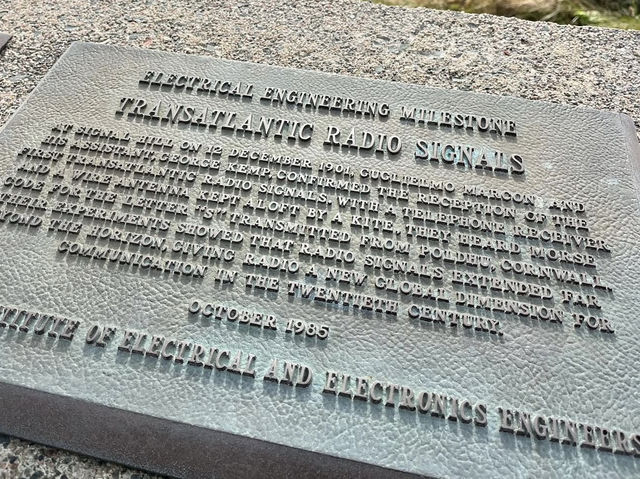 ELECTRICAL ENGINEERING MILESTONE
TRANSATLANTIC RADIO SIGNALS
AT SIGNAL HILL ON 12 DECEMBER 1901, GUGLIELMO MARCONI AND
HIS ASSISTANT, GEORGE KEMP, CONFIRMED THE RECEPTION OF THE
FIRST TRANSATLANTIC RADIO SIGNALS. WITH A TELEPHONE RECEIVER
AND A WIRE ANTENNA KEPT ALOFT BY A KITE, THEY HEARD MORSE
CODE FOR THE LETTER "S" TRANSMITTED FROM POLDHU, CORNWALL.
THEIR EXPERIMENTS SHOWED THAT RADIO SIGNALS EXTENDED FAR
BEYOND THE HORIZON, GIVING RADIO A NEW GLOBAL DIMENSION FOR
COMMUNICATION IN THE TWENTIETH CENTURY.
OCTOBER 1985
INSTITUTE OF ELECTRICAL AND ELECTRONICS ENGINEERS